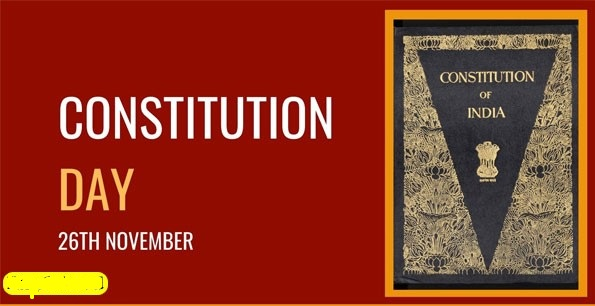 CONSTITUTION
DAY
26TH NOVEMBER
CONSTITUTION
OF
INDIA